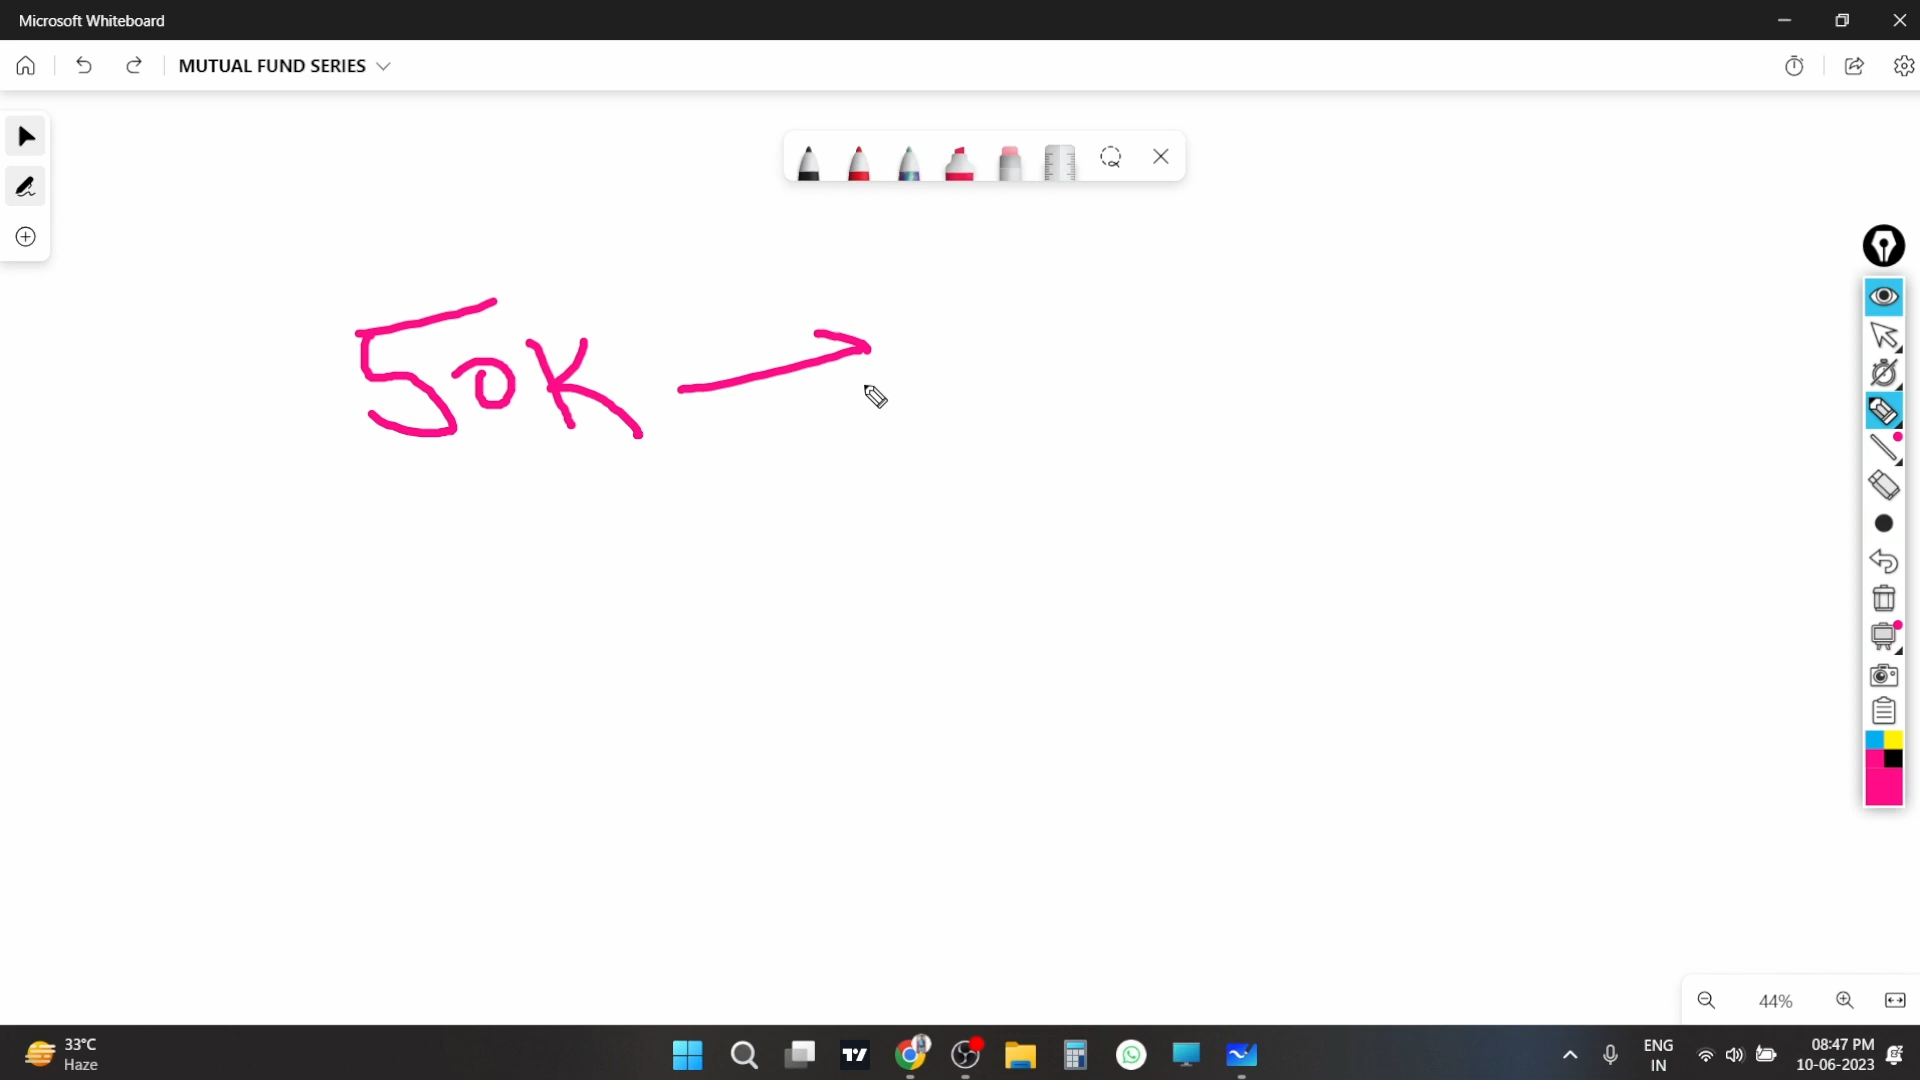 Microsoft Whiteboard
MUTUAL FUND SERIES
50K
44%
33°C
Haze
ENG
IN
08:47 PM
10-06-2023